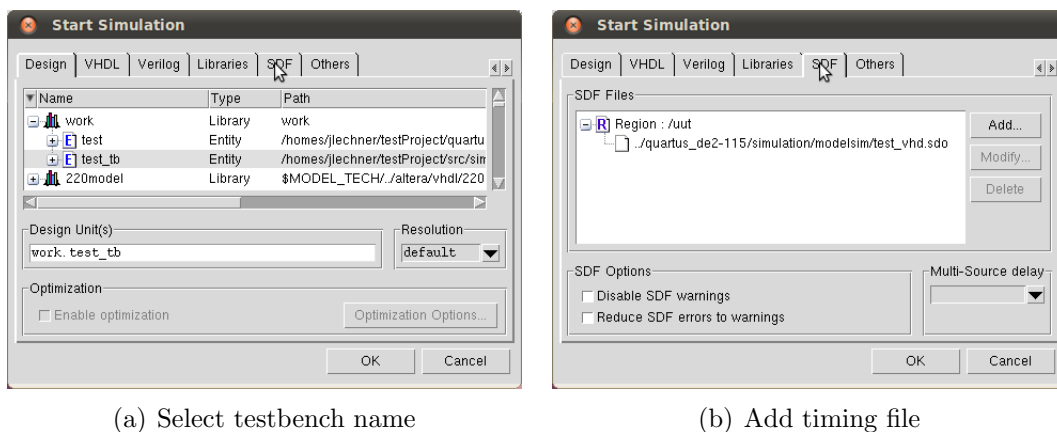 Start Simulation
Design VHDL Verilog Libraries SDF Others
Name Type Path
work Library work
test Entity /homes/jlechner/testProject/quartu
test_tb Entity /homes/jlechner/testProject/src/sim
220model Library $MODEL_TECH/../altera/vhdl/220
Design Unit(s)
work.test_tb
Resolution
default
Optimization
Enable optimization
Optimization Options...
OK Cancel
(a) Select testbench name
Start Simulation
Design VHDL Verilog Libraries SDF Others
SDF Files
R Region : /uut
../quartus_de2-115/simulation/modelsim/test_vhd.sdo
Add...
Modify...
Delete
SDF Options
Disable SDF warnings
Reduce SDF errors to warnings
Multi-Source delay
OK Cancel
(b) Add timing file